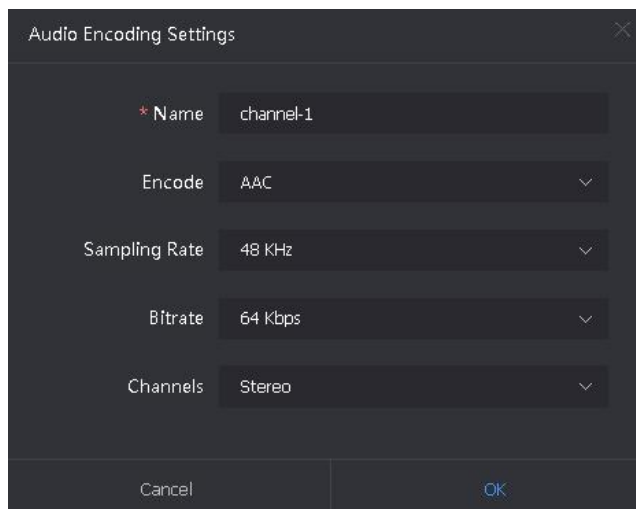 Audio Encoding Settings
* Name channel-1
Encode AAC
Sampling Rate 48 KHz
Bitrate 64 Kbps
Channels Stereo
Cancel OK